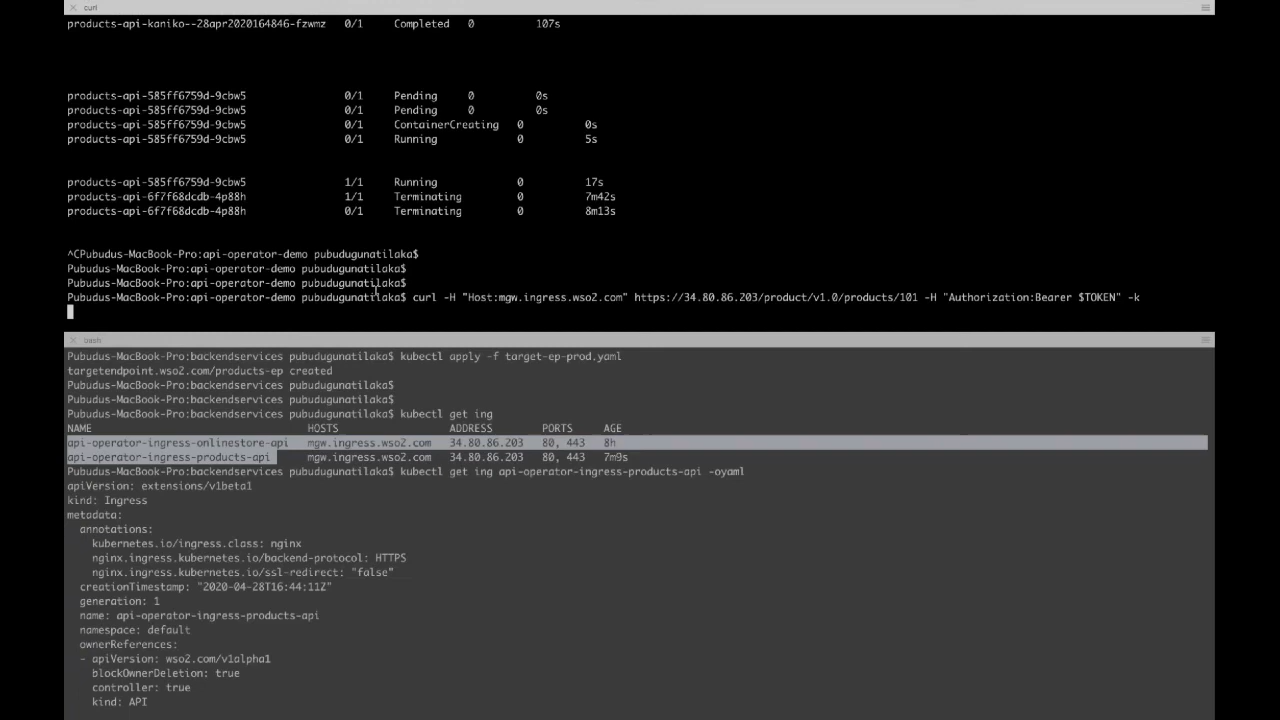 curl
products-api-kaniko--28apr2020164846-fzwmz 0/1 Completed 0 107s
products-api-585ff6759d-9cbw5 0/1 Pending 0 0s
products-api-585ff6759d-9cbw5 0/1 Pending 0 0s
products-api-585ff6759d-9cbw5 0/1 ContainerCreating 0 0s
products-api-585ff6759d-9cbw5 0/1 Running 0 5s
products-api-585ff6759d-9cbw5 1/1 Running 0 17s
products-api-6f7f68dcdb-4p88h 1/1 Terminating 0 7m42s
products-api-6f7f68dcdb-4p88h 0/1 Terminating 0 8m13s
^CPubudus-MacBook-Pro:api-operator-demo pubudugunatilaka$
Pubudus-MacBook-Pro:api-operator-demo pubudugunatilaka$
Pubudus-MacBook-Pro:api-operator-demo pubudugunatilaka$
Pubudus-MacBook-Pro:api-operator-demo pubudugunatilaka$ curl -H "Host:mgw.ingress.wso2.com" https://34.80.86.203/product/v1.0/products/101 -H "Authorization:Bearer $TOKEN" -k
bash
Pubudus-MacBook-Pro:backendservices pubudugunatilaka$ kubectl apply -f target-ep-prod.yaml
targetendpoint.wso2.com/products-ep created
Pubudus-MacBook-Pro:backendservices pubudugunatilaka$
Pubudus-MacBook-Pro:backendservices pubudugunatilaka$
Pubudus-MacBook-Pro:backendservices pubudugunatilaka$ kubectl get ing
NAME HOSTS ADDRESS PORTS AGE
api-operator-ingress-onlinestore-api mgw.ingress.wso2.com 34.80.86.203 80, 443 8h
api-operator-ingress-products-api mgw.ingress.wso2.com 34.80.86.203 80, 443 7m9s
Pubudus-MacBook-Pro:backendservices pubudugunatilaka$ kubectl get ing api-operator-ingress-products-api -oyaml
apiVersion: extensions/v1beta1
kind: Ingress
metadata:
annotations:
kubernetes.io/ingress.class: nginx
nginx.ingress.kubernetes.io/backend-protocol: HTTPS
nginx.ingress.kubernetes.io/ssl-redirect: "false"
creationTimestamp: "2020-04-28T16:44:11Z"
generation: 1
name: api-operator-ingress-products-api
namespace: default
ownerReferences:
- apiVersion: wso2.com/v1alpha1
blockOwnerDeletion: true
controller: true
kind: API